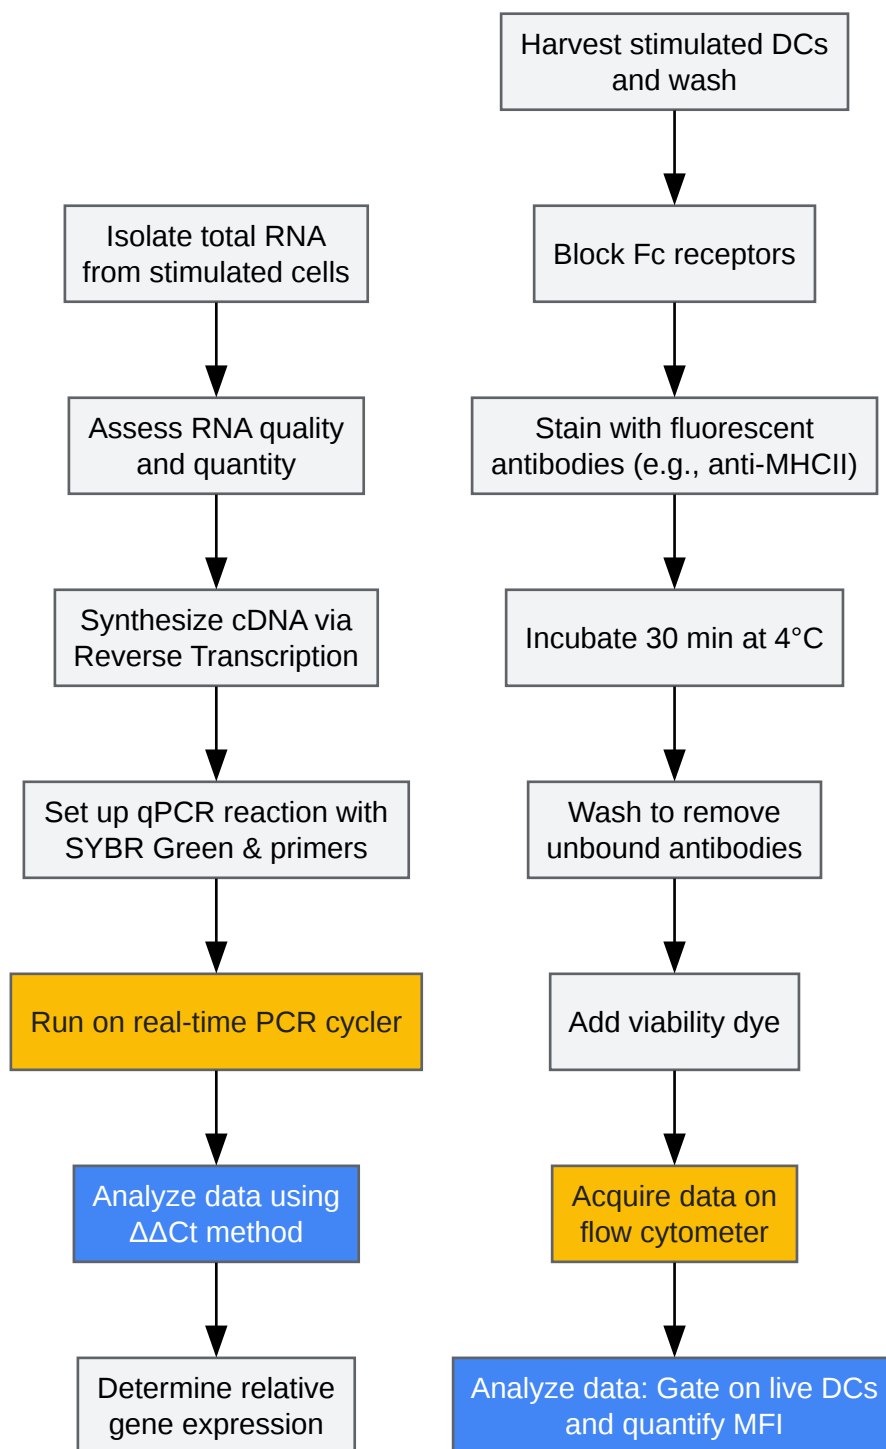 Isolate total RNA
from stimulated cells
Assess RNA quality
and quantity
Synthesize cDNA via
Reverse Transcription
Set up qPCR reaction with
SYBR Green & primers
Run on real-time PCR cycler
Analyze data using
ΔΔCt method
Determine relative
gene expression
Harvest stimulated DCs
and wash
Block Fc receptors
Stain with fluorescent
antibodies (e.g., anti-MHCII)
Incubate 30 min at 4°C
Wash to remove
unbound antibodies
Add viability dye
Acquire data on
flow cytometer
Analyze data: Gate on live DCs
and quantify MFI